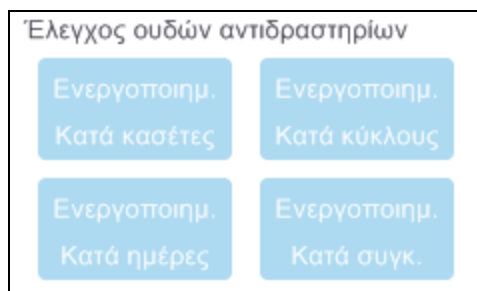 Έλεγχος ουδών αντιδραστηρίων
Ενεργοποιημ. Ενεργοποιημ.
Κατά κασέτες Κατά κύκλους
Ενεργοποιημ. Ενεργοποιημ.
Κατά ημέρες Κατά συγκ.